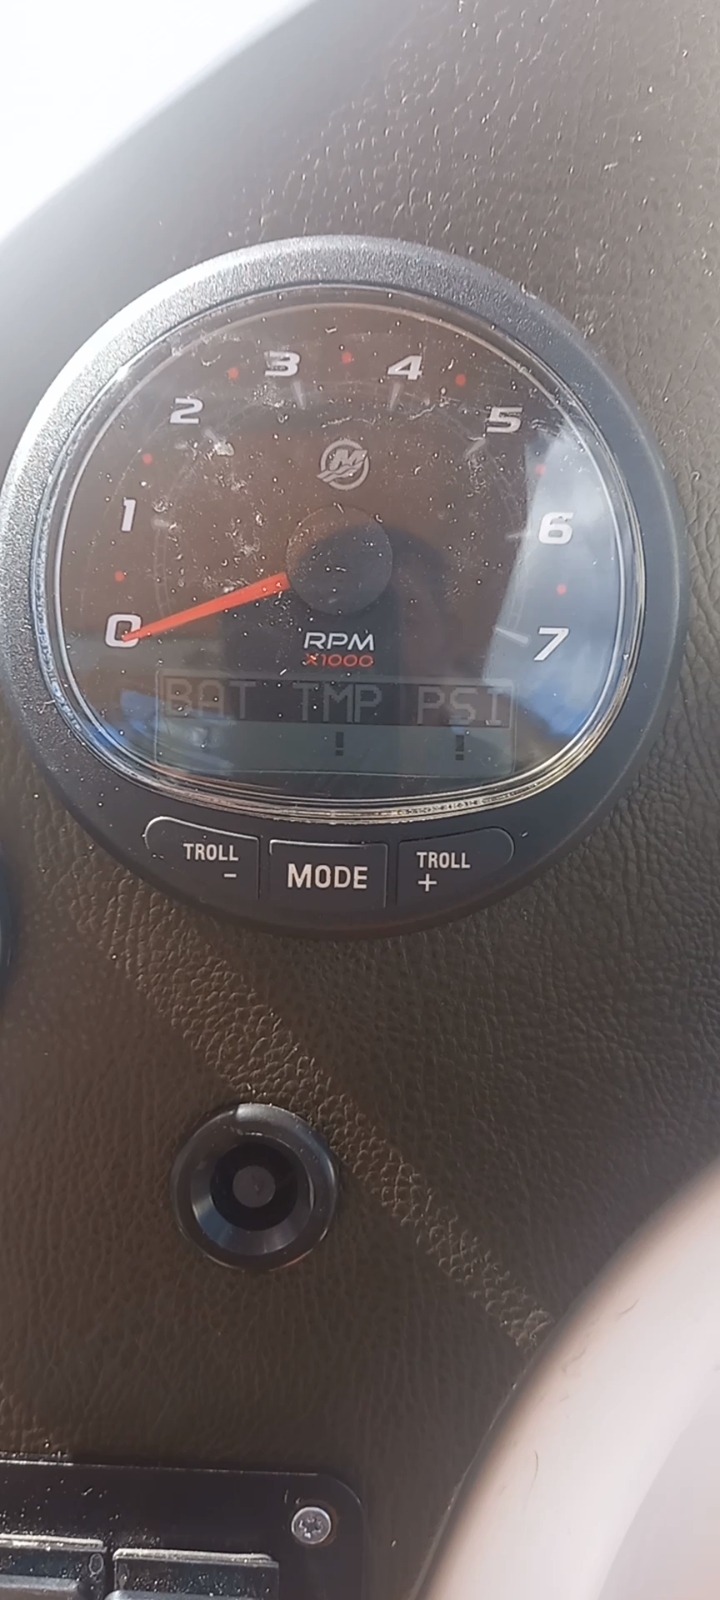 3 4
2 5
1 6
0 7
RPM
X1000
BAT TMP PSI
! !
TROLL
-
MODE
TROLL
+